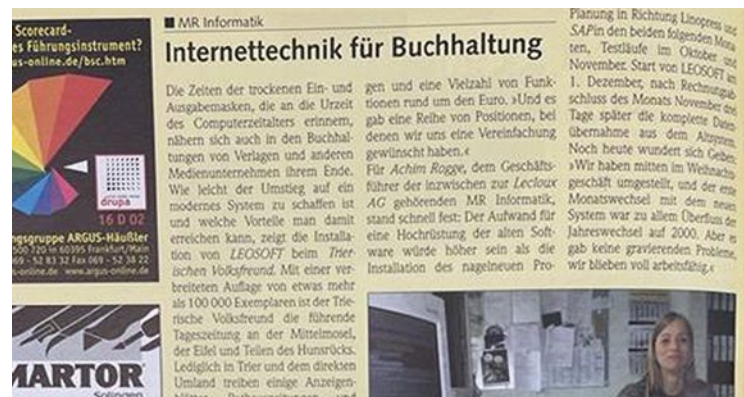 Scorecard-
es Führungsinstrument?
us-online.de/bsc.htm
drupa
16 D 02
ngsgruppe ARGUS-Häußler
069 - 52 83 32 Fax 069 - 52 38 22
s-online.de www.argus-online.de
MARTOR
Solingen
MR Informatik
Internettechnik für Buchhaltung
Die Zeiten der trockenen Ein- und
Ausgabemasken, die an die Urzeit
des Computerzeitalters erinnern,
nähern sich auch in den Buchhal-
tungen von Verlagen und anderen
Medienunternehmen ihrem Ende.
Wie leicht der Umstieg auf ein
modernes System zu schaffen ist
und welche Vorteile man damit
erreichen kann, zeigt die Installa-
tion von LEOSOFT beim Trier-
ischen Volksfreund. Mit einer ver-
breiteten Auflage von etwas mehr
als 100 000 Exemplaren ist der Trie-
rische Volksfreund die führende
Tageszeitung an der Mittelmosel,
der Eifel und Teilen des Hunsrücks.
Lediglich in Trier und dem direkten
Umland treiben einige Anzeigen-
gen und eine Vielzahl von Funk-
tionen rund um den Euro. »Und es
gab eine Reihe von Positionen, bei
denen wir uns eine Vereinfachung
gewünscht haben.«
Für Achim Rogge, dem Geschäfts-
führer der inzwischen zur Lecloux
AG gehörenden MR Informatik,
stand schnell fest: Der Aufwand für
eine Hochrüstung der alten Soft-
ware würde höher sein als die
Installation des nagelneuen Pro-
Planung in Richtung Linopress und
SAPin den beiden folgenden Mona-
ten, Testläufe im Oktober und
November. Start von LEOSOFT am
1. Dezember, nach Rechnungsab-
schluss des Monats November drei
Tage später die komplette Daten-
übernahme aus dem Altsystem.
Noch heute wundert sich Geiben:
»Wir haben mitten im Weihnachts-
geschäft umgestellt, und der erste
Monatswechsel mit dem neuen
System war zu allem Überfluss der
Jahreswechsel auf 2000. Aber es
gab keine gravierenden Probleme,
wir blieben voll arbeitsfähig.«